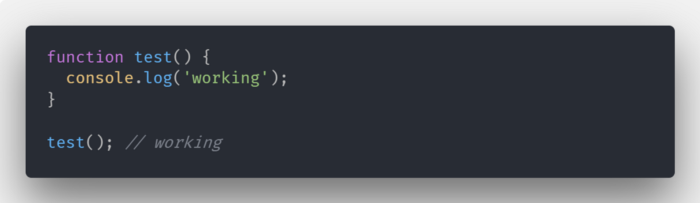 function test() {
  console.log('working');
}
test(); // working